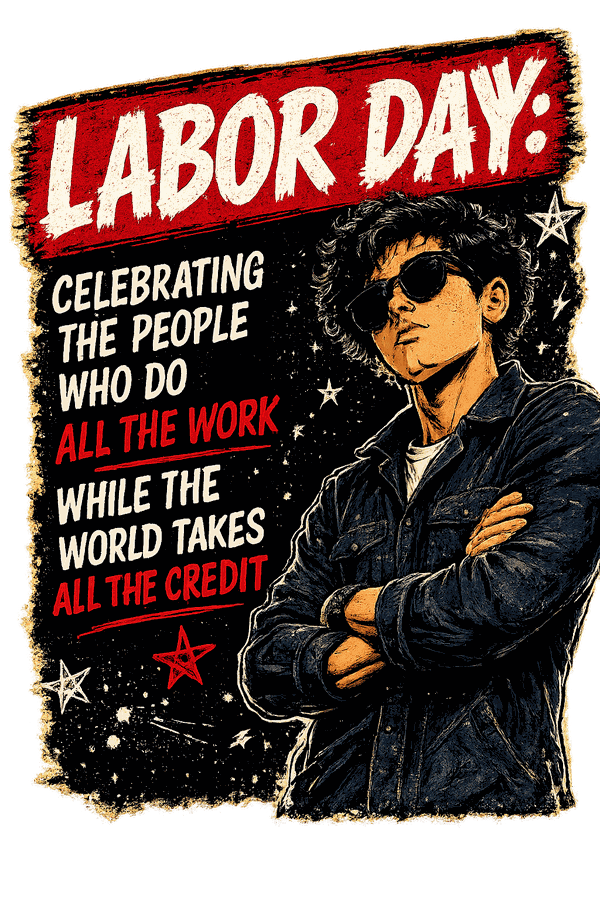 LABOR DAY:
CELEBRATING
THE PEOPLE
WHO DO
ALL THE WORK
WHILE THE
WORLD TAKES
ALL THE CREDIT